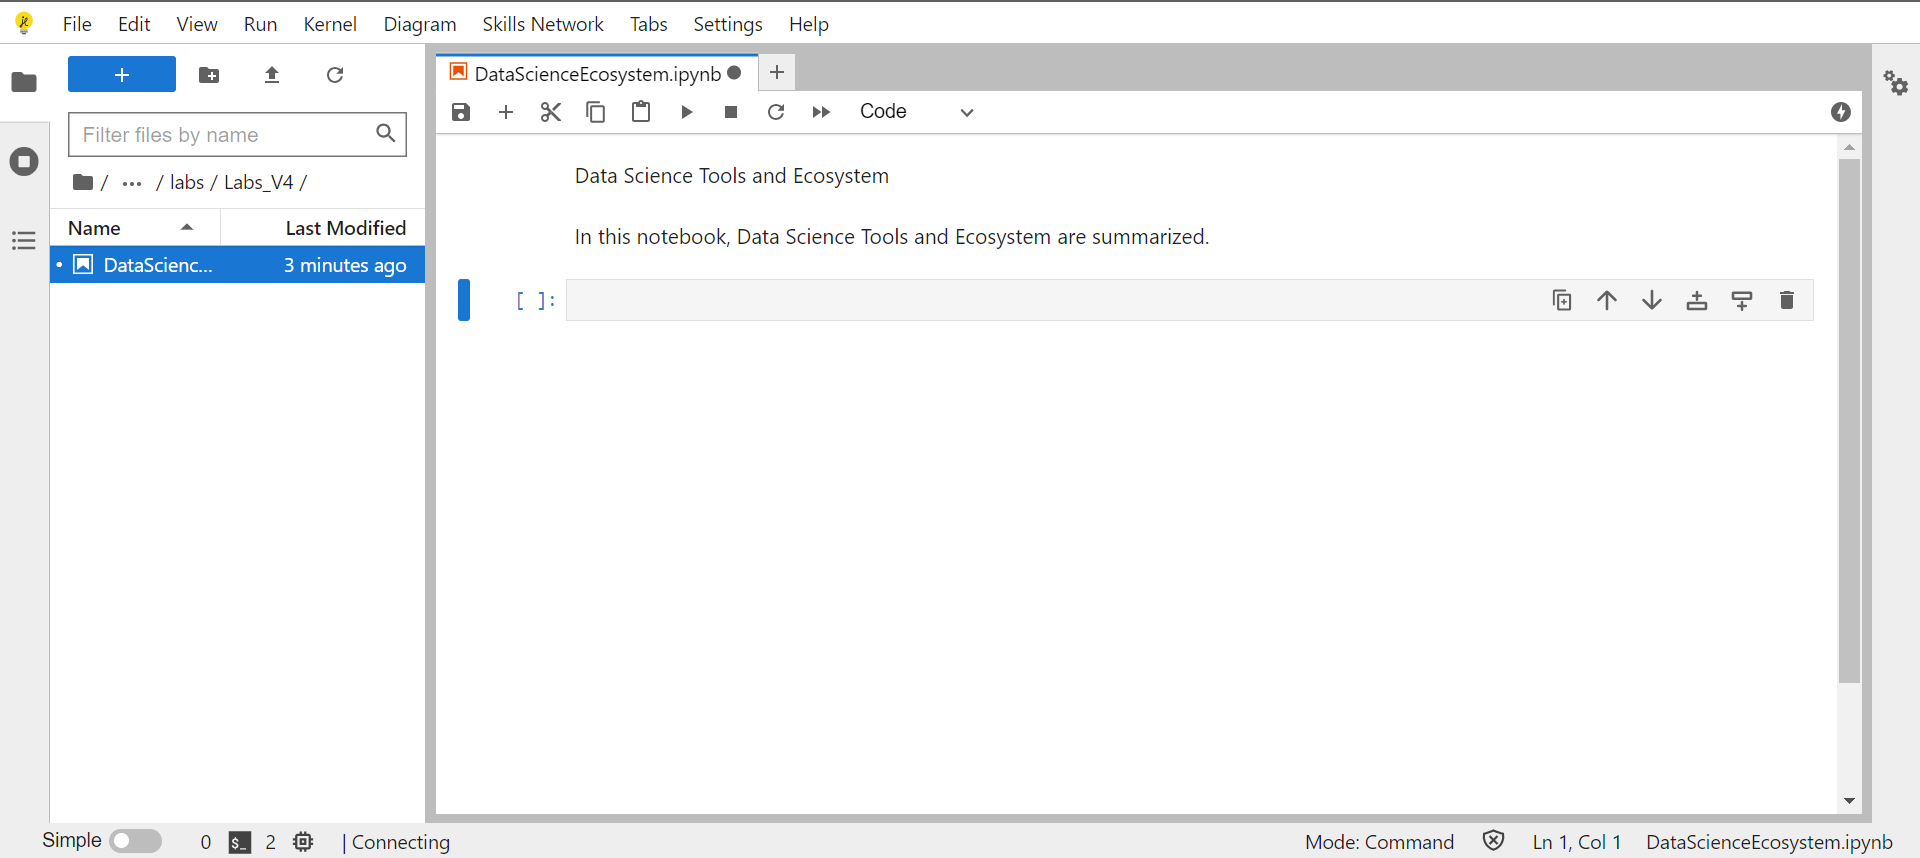 File Edit View Run Kernel Diagram Skills Network Tabs Settings Help
DataScienceEcosystem.ipynb
Code
Filter files by name
/ ... / labs / Labs_V4 /
Name Last Modified
DataScienc... 3 minutes ago
Data Science Tools and Ecosystem
In this notebook, Data Science Tools and Ecosystem are summarized.
[ ]:
Simple 0 $_ 2 | Connecting Mode: Command Ln 1, Col 1 DataScienceEcosystem.ipynb